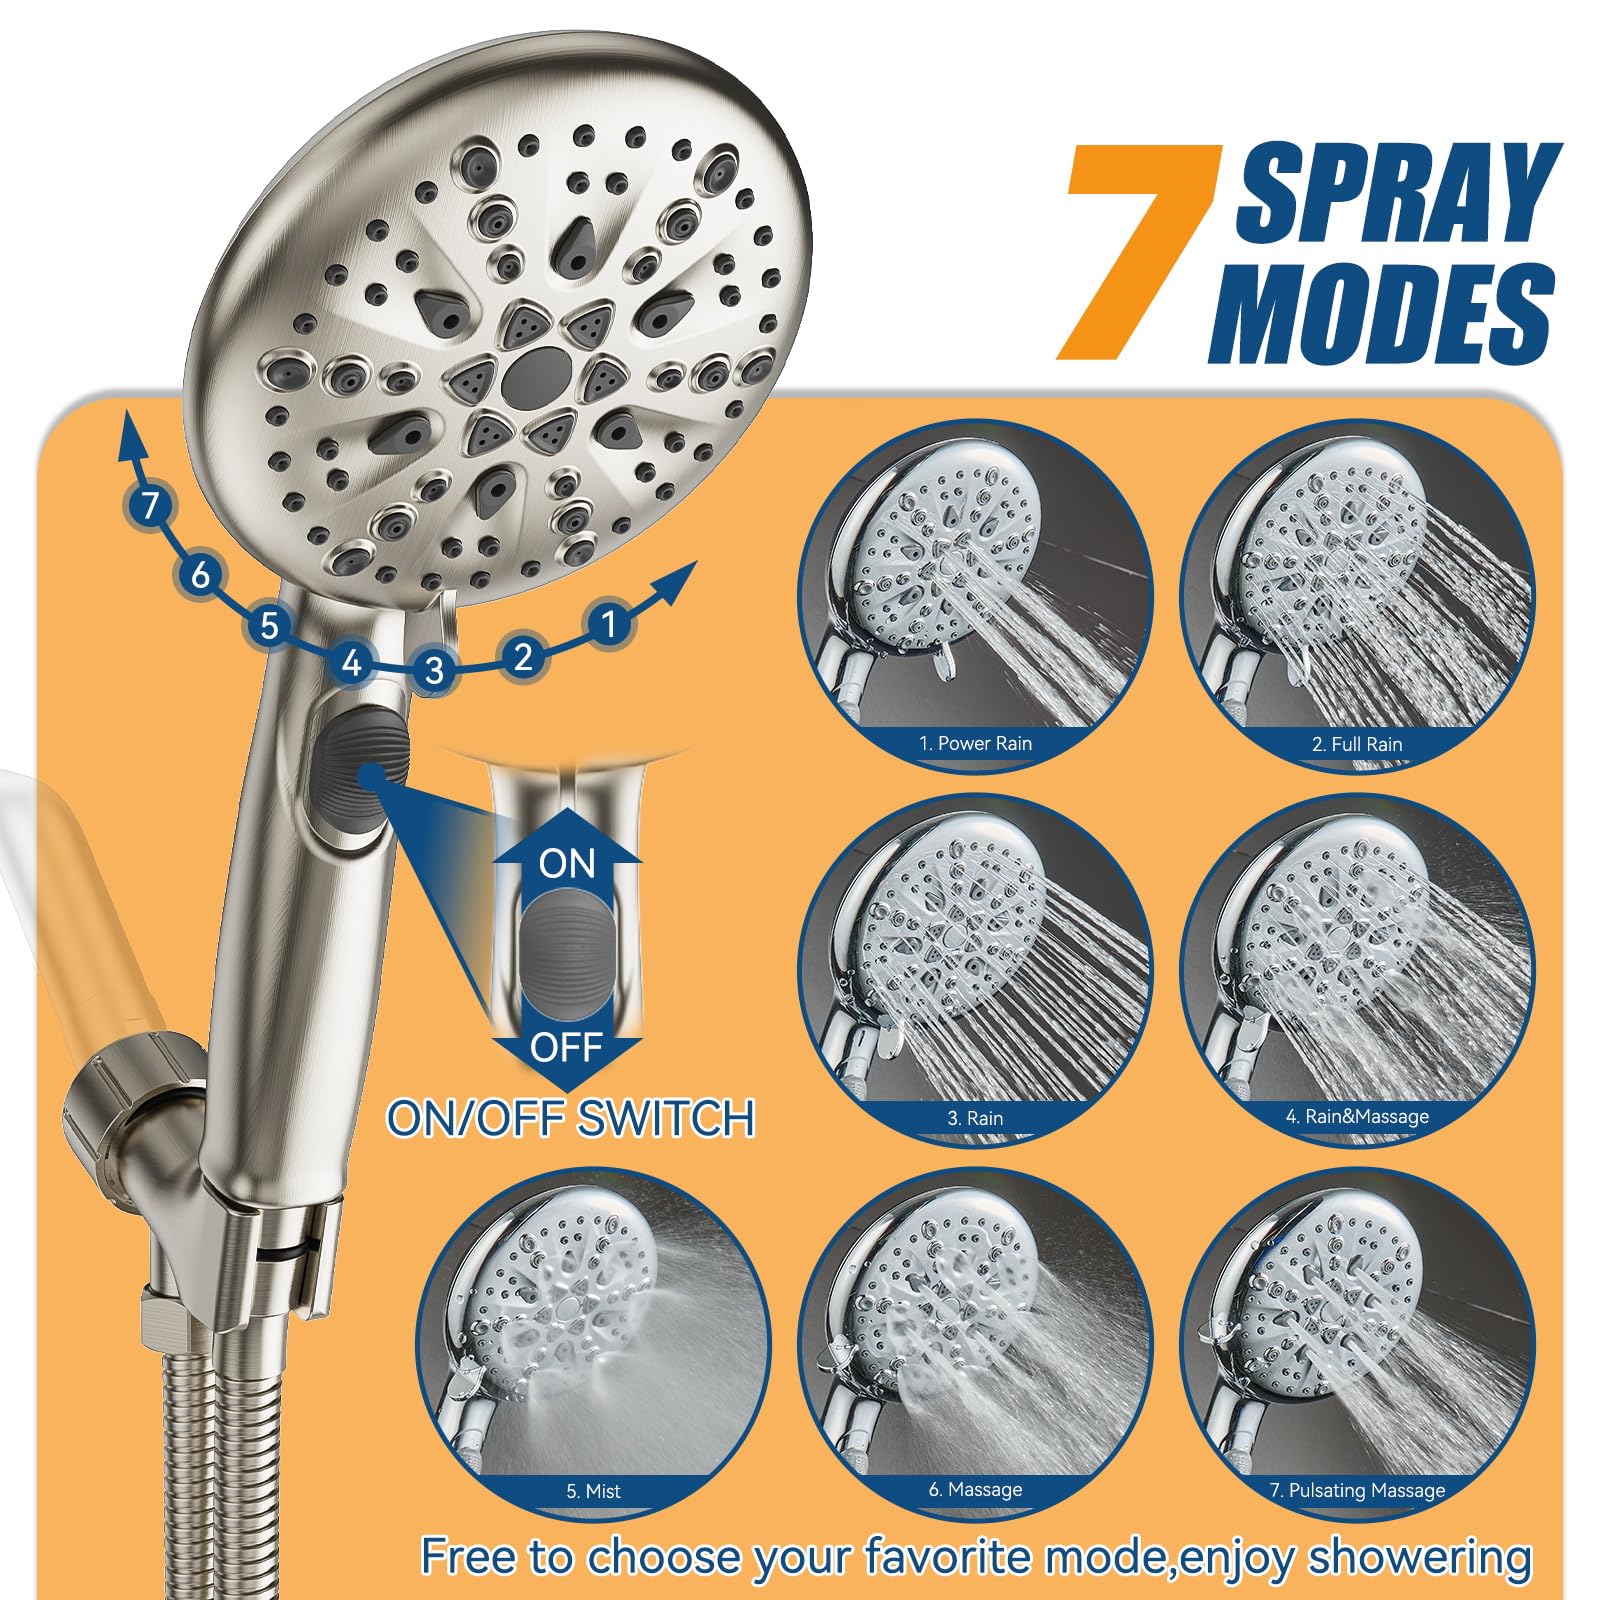 7 SPRAY
MODES
7
6
5
4
3
2
1
ON
OFF
ON/OFF SWITCH
1. Power Rain
2. Full Rain
3. Rain
4. Rain&Massage
5. Mist
6. Massage
7. Pulsating Massage
Free to choose your favorite mode,enjoy showering